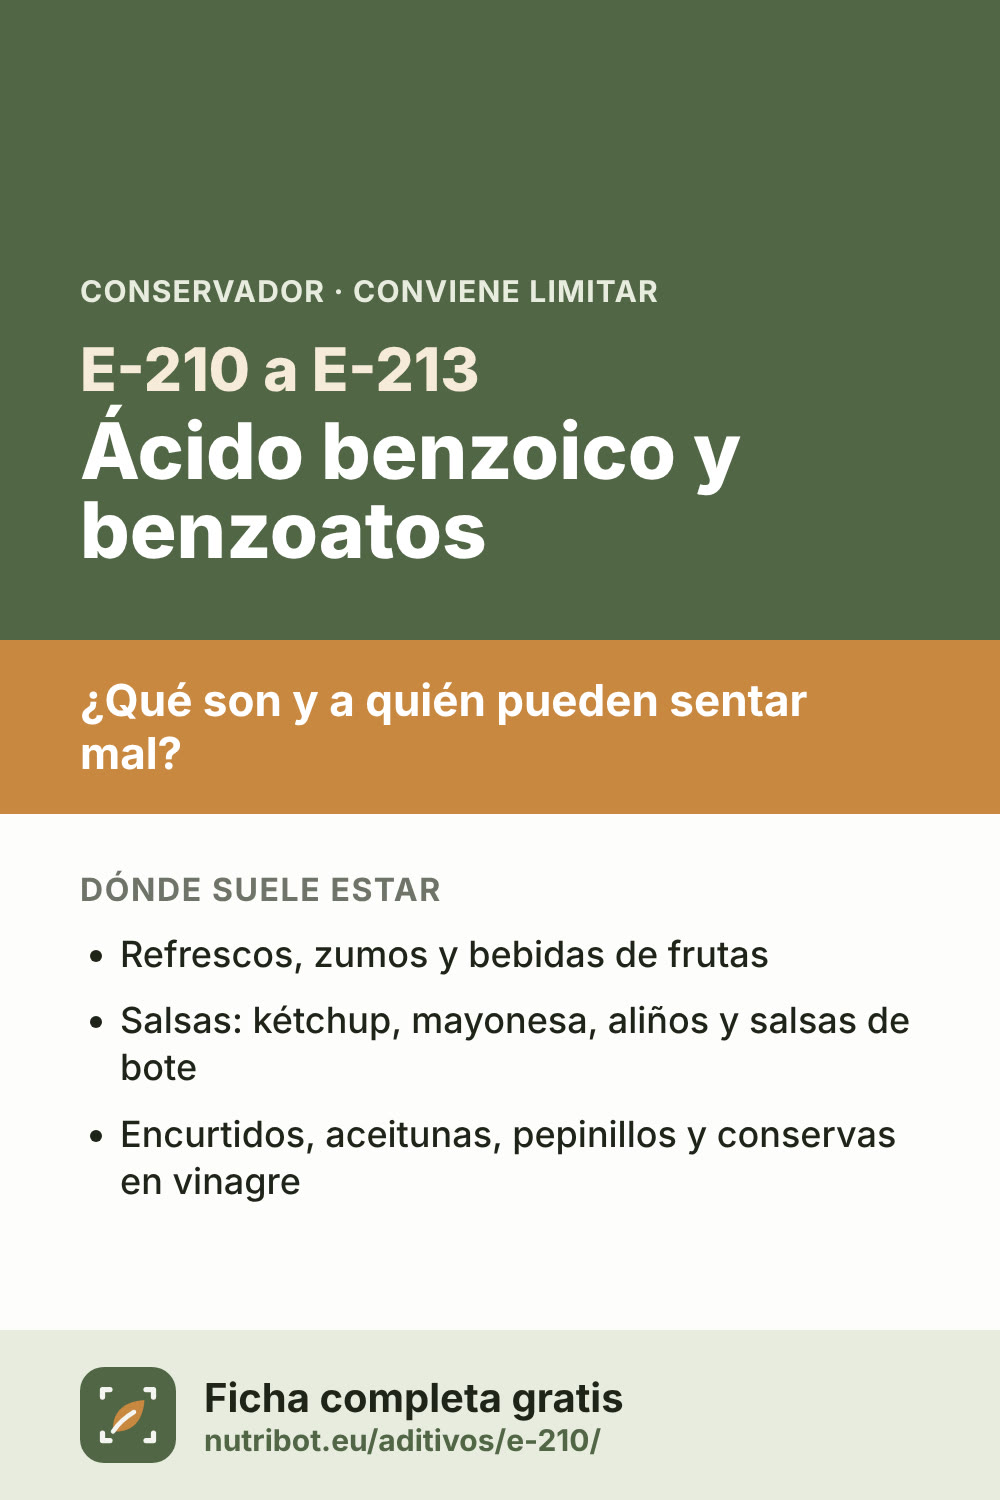 CONSERVADOR · CONVIENE LIMITAR
E-210 a E-213
Ácido benzoico y
benzoatos
¿Qué son y a quién pueden sentar
mal?
DÓNDE SUELE ESTAR
• Refrescos, zumos y bebidas de frutas
• Salsas: kétchup, mayonesa, aliños y salsas de
bote
• Encurtidos, aceitunas, pepinillos y conservas
en vinagre
Ficha completa gratis
nutribot.eu/aditivos/e-210/